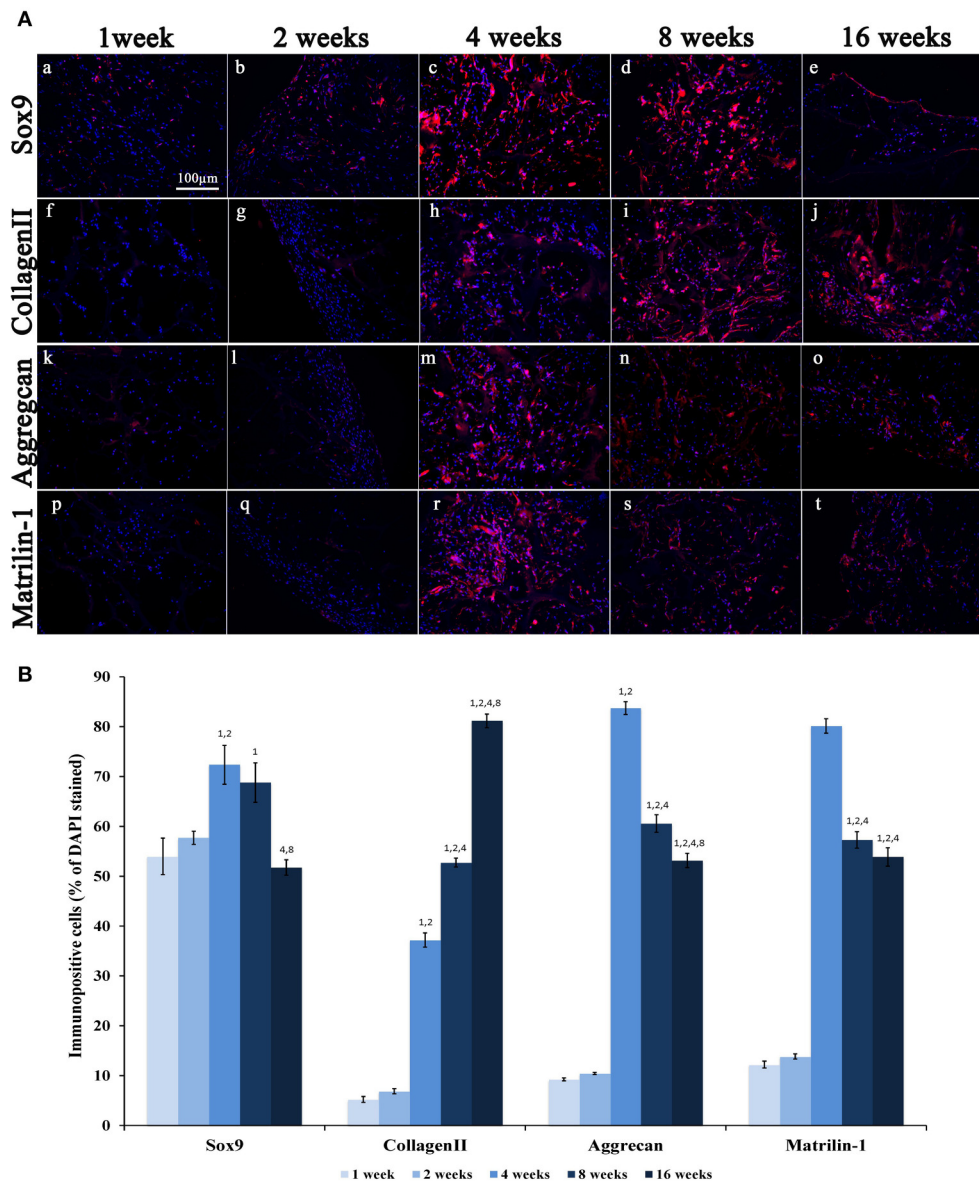 A
1week 2 weeks 4 weeks 8 weeks 16 weeks
Sox9
a b c d e
100μm
CollagenII
f g h i j
Aggregcan
k l m n o
Matrilin-1
p q r s t
B
Immunopositive cells (% of DAPI stained)
90
80
70
60
50
40
30
20
10
0
1,2 1 4,8
1,2 1,2,4 1,2,4,8
1,2 1,2,4 1,2,4,8
1,2,4 1,2,4
Sox9 CollagenII Aggrecan Matrilin-1
1 week 2 weeks 4 weeks 8 weeks 16 weeks